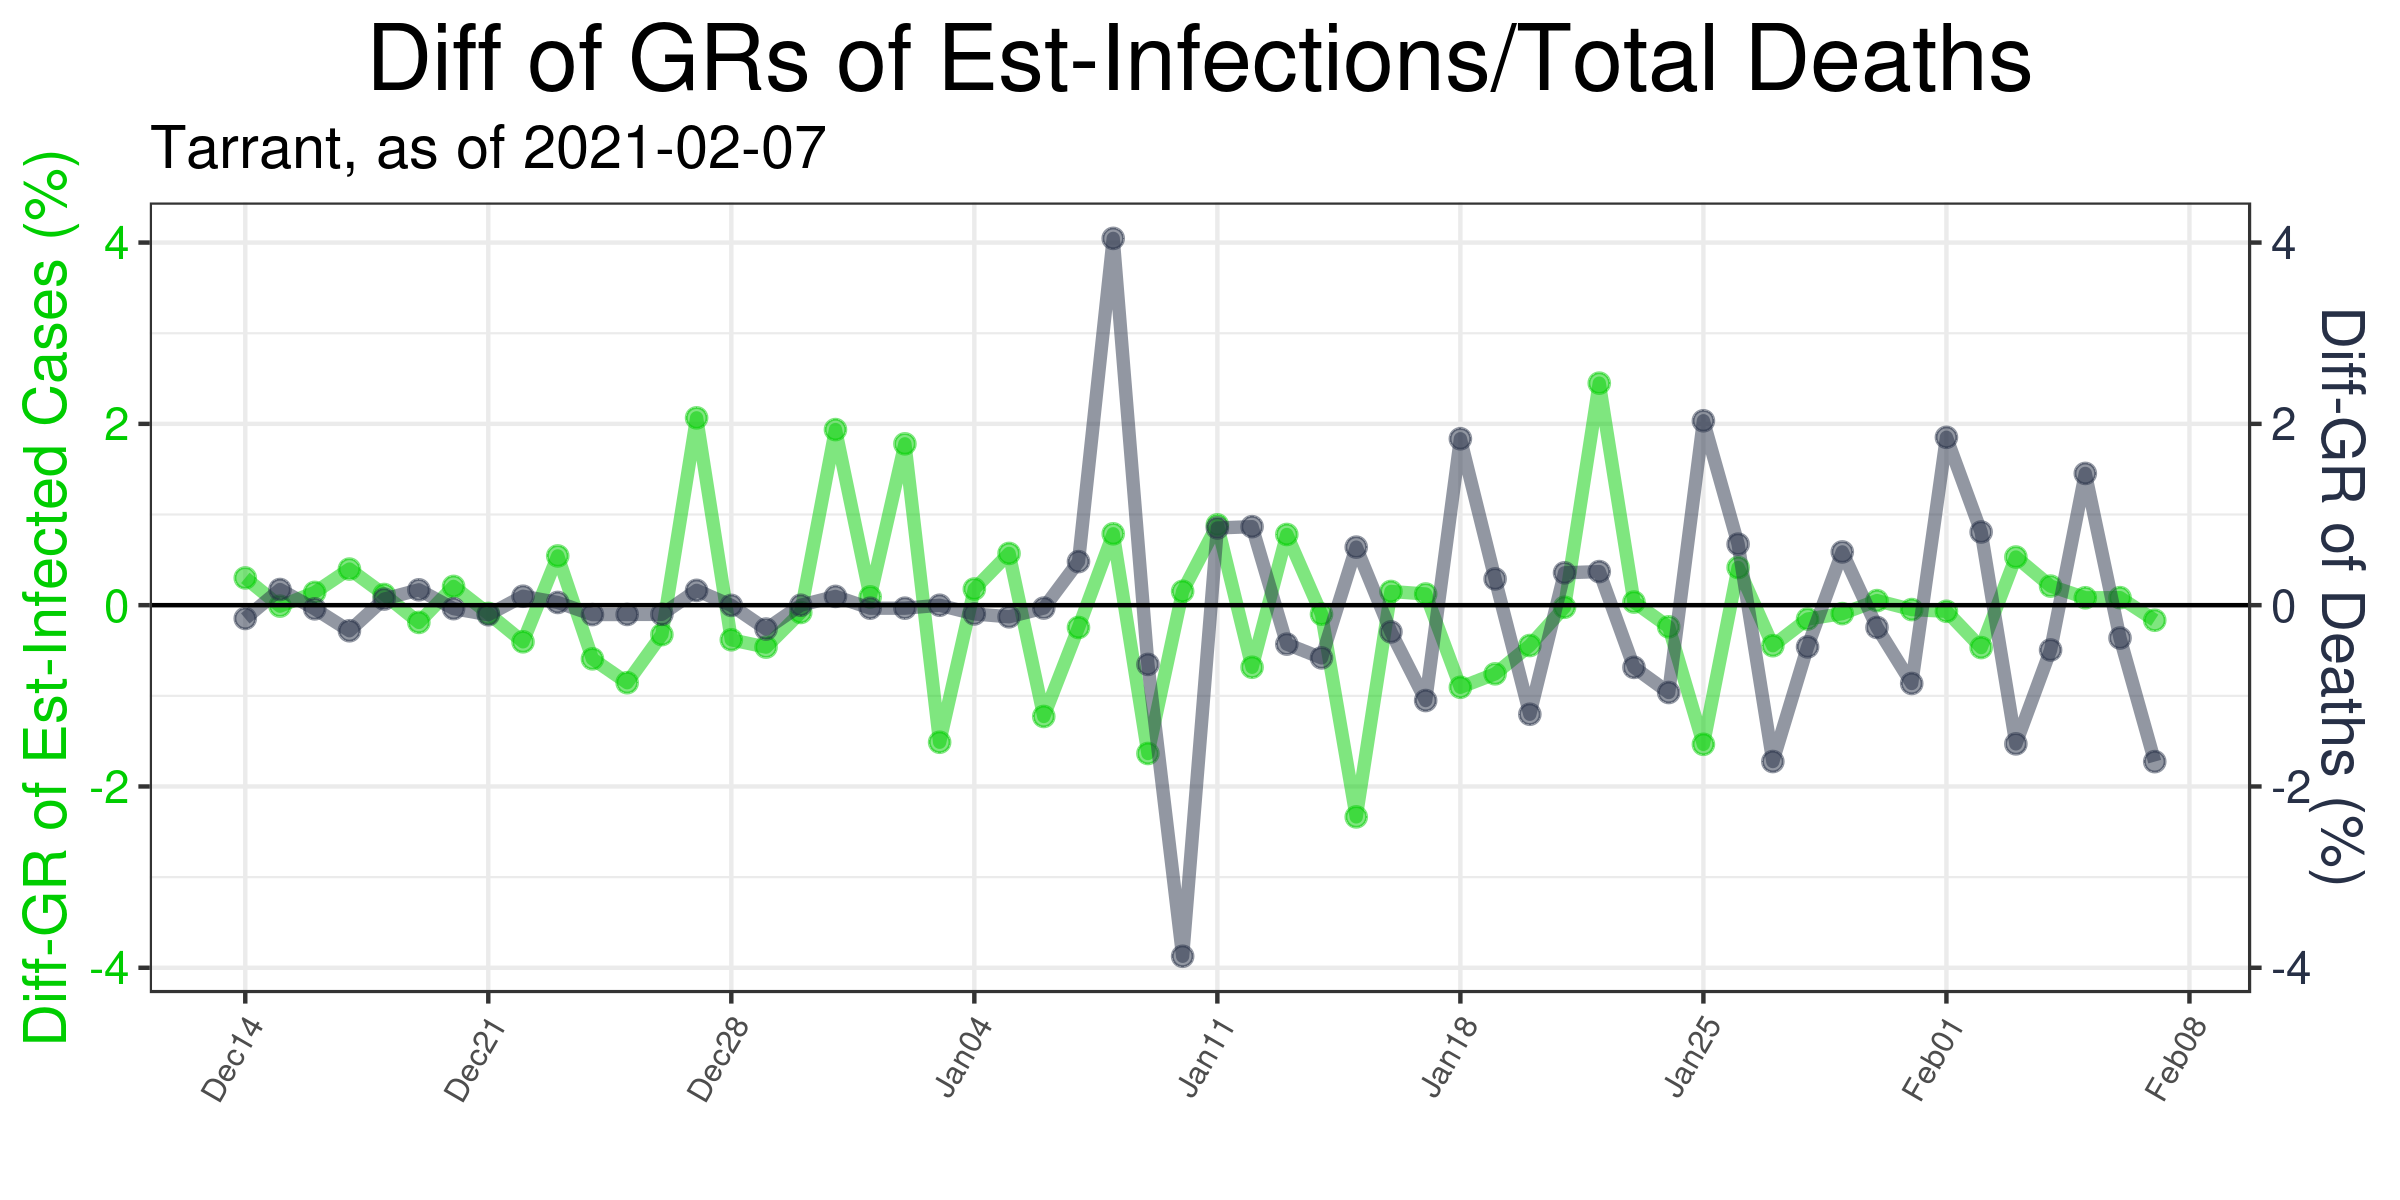 Diff of GRs of Est-Infections/Total Deaths
Tarrant, as of 2021-02-07
Diff-GR of Est-Infected Cases (%)
4
2
0
-2
-4
4
2
0
-2
-4
Diff-GR of Deaths (%)
Dec14
Dec21
Dec28
Jan04
Jan11
Jan18
Jan25
Feb01
Feb08